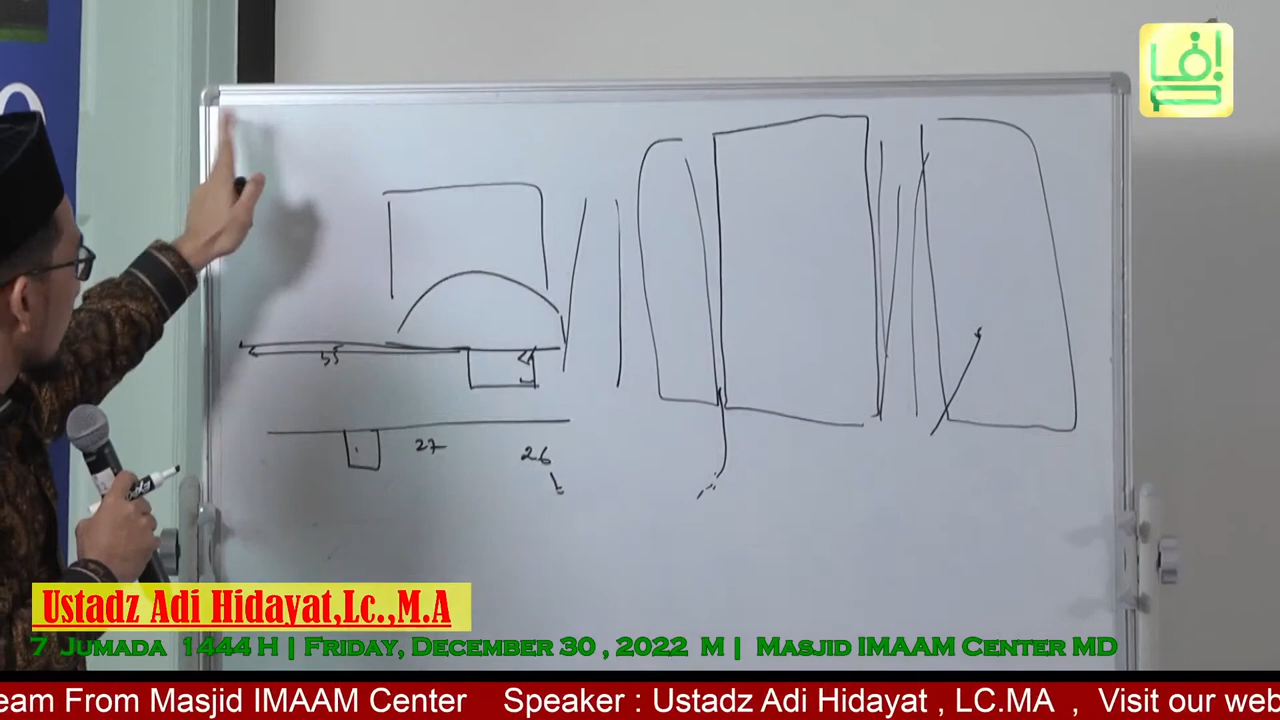 27
26
Ustadz Adi Hidayat,Lc.,M.A
7 Jumada 1444 H | Friday, December 30 , 2022 M | Masjid IMAAM Center MD
eam From Masjid IMAAM Center Speaker : Ustadz Adi Hidayat , LC.MA , Visit our web